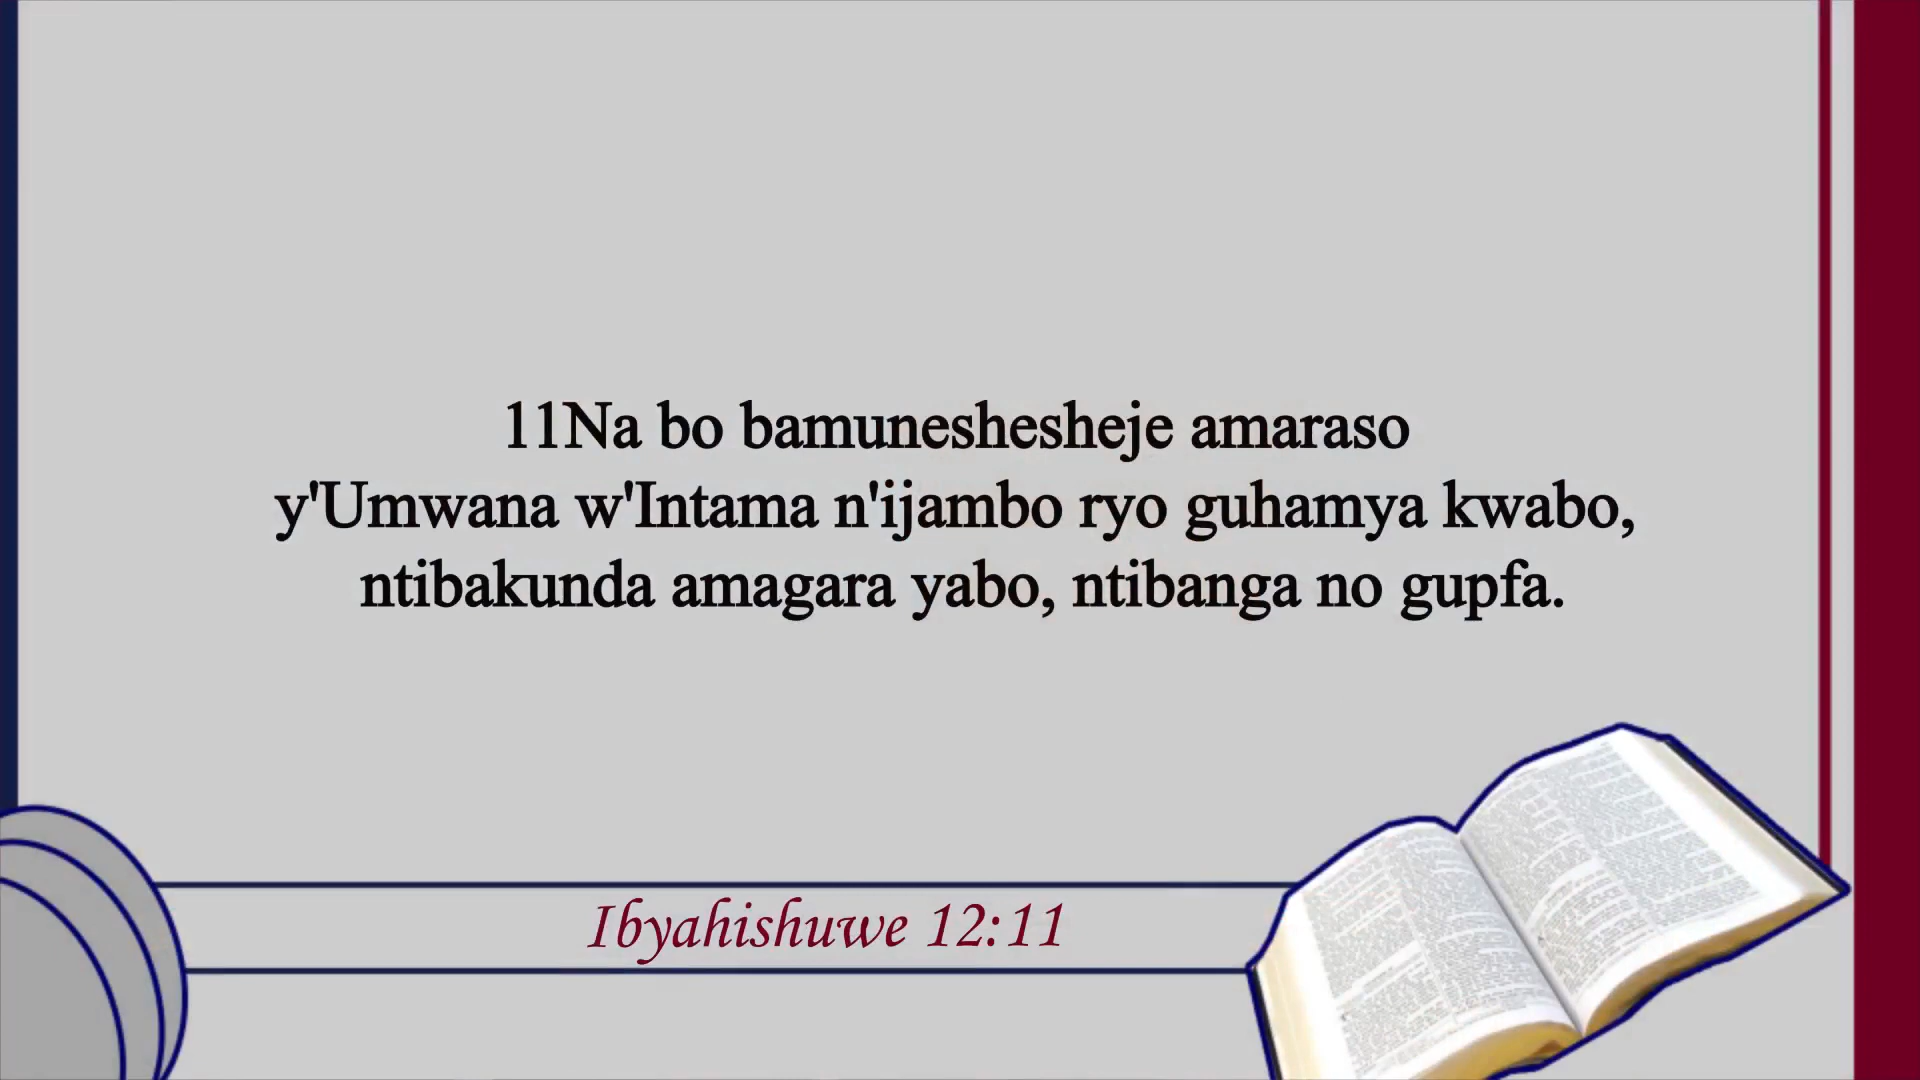 11Na bo bamuneshesheje amaraso
y'Umwana w'Intama n'ijambo ryo guhamya kwabo,
ntibakunda amagara yabo, ntibanga no gupfa.
Ibyahishuwe 12:11